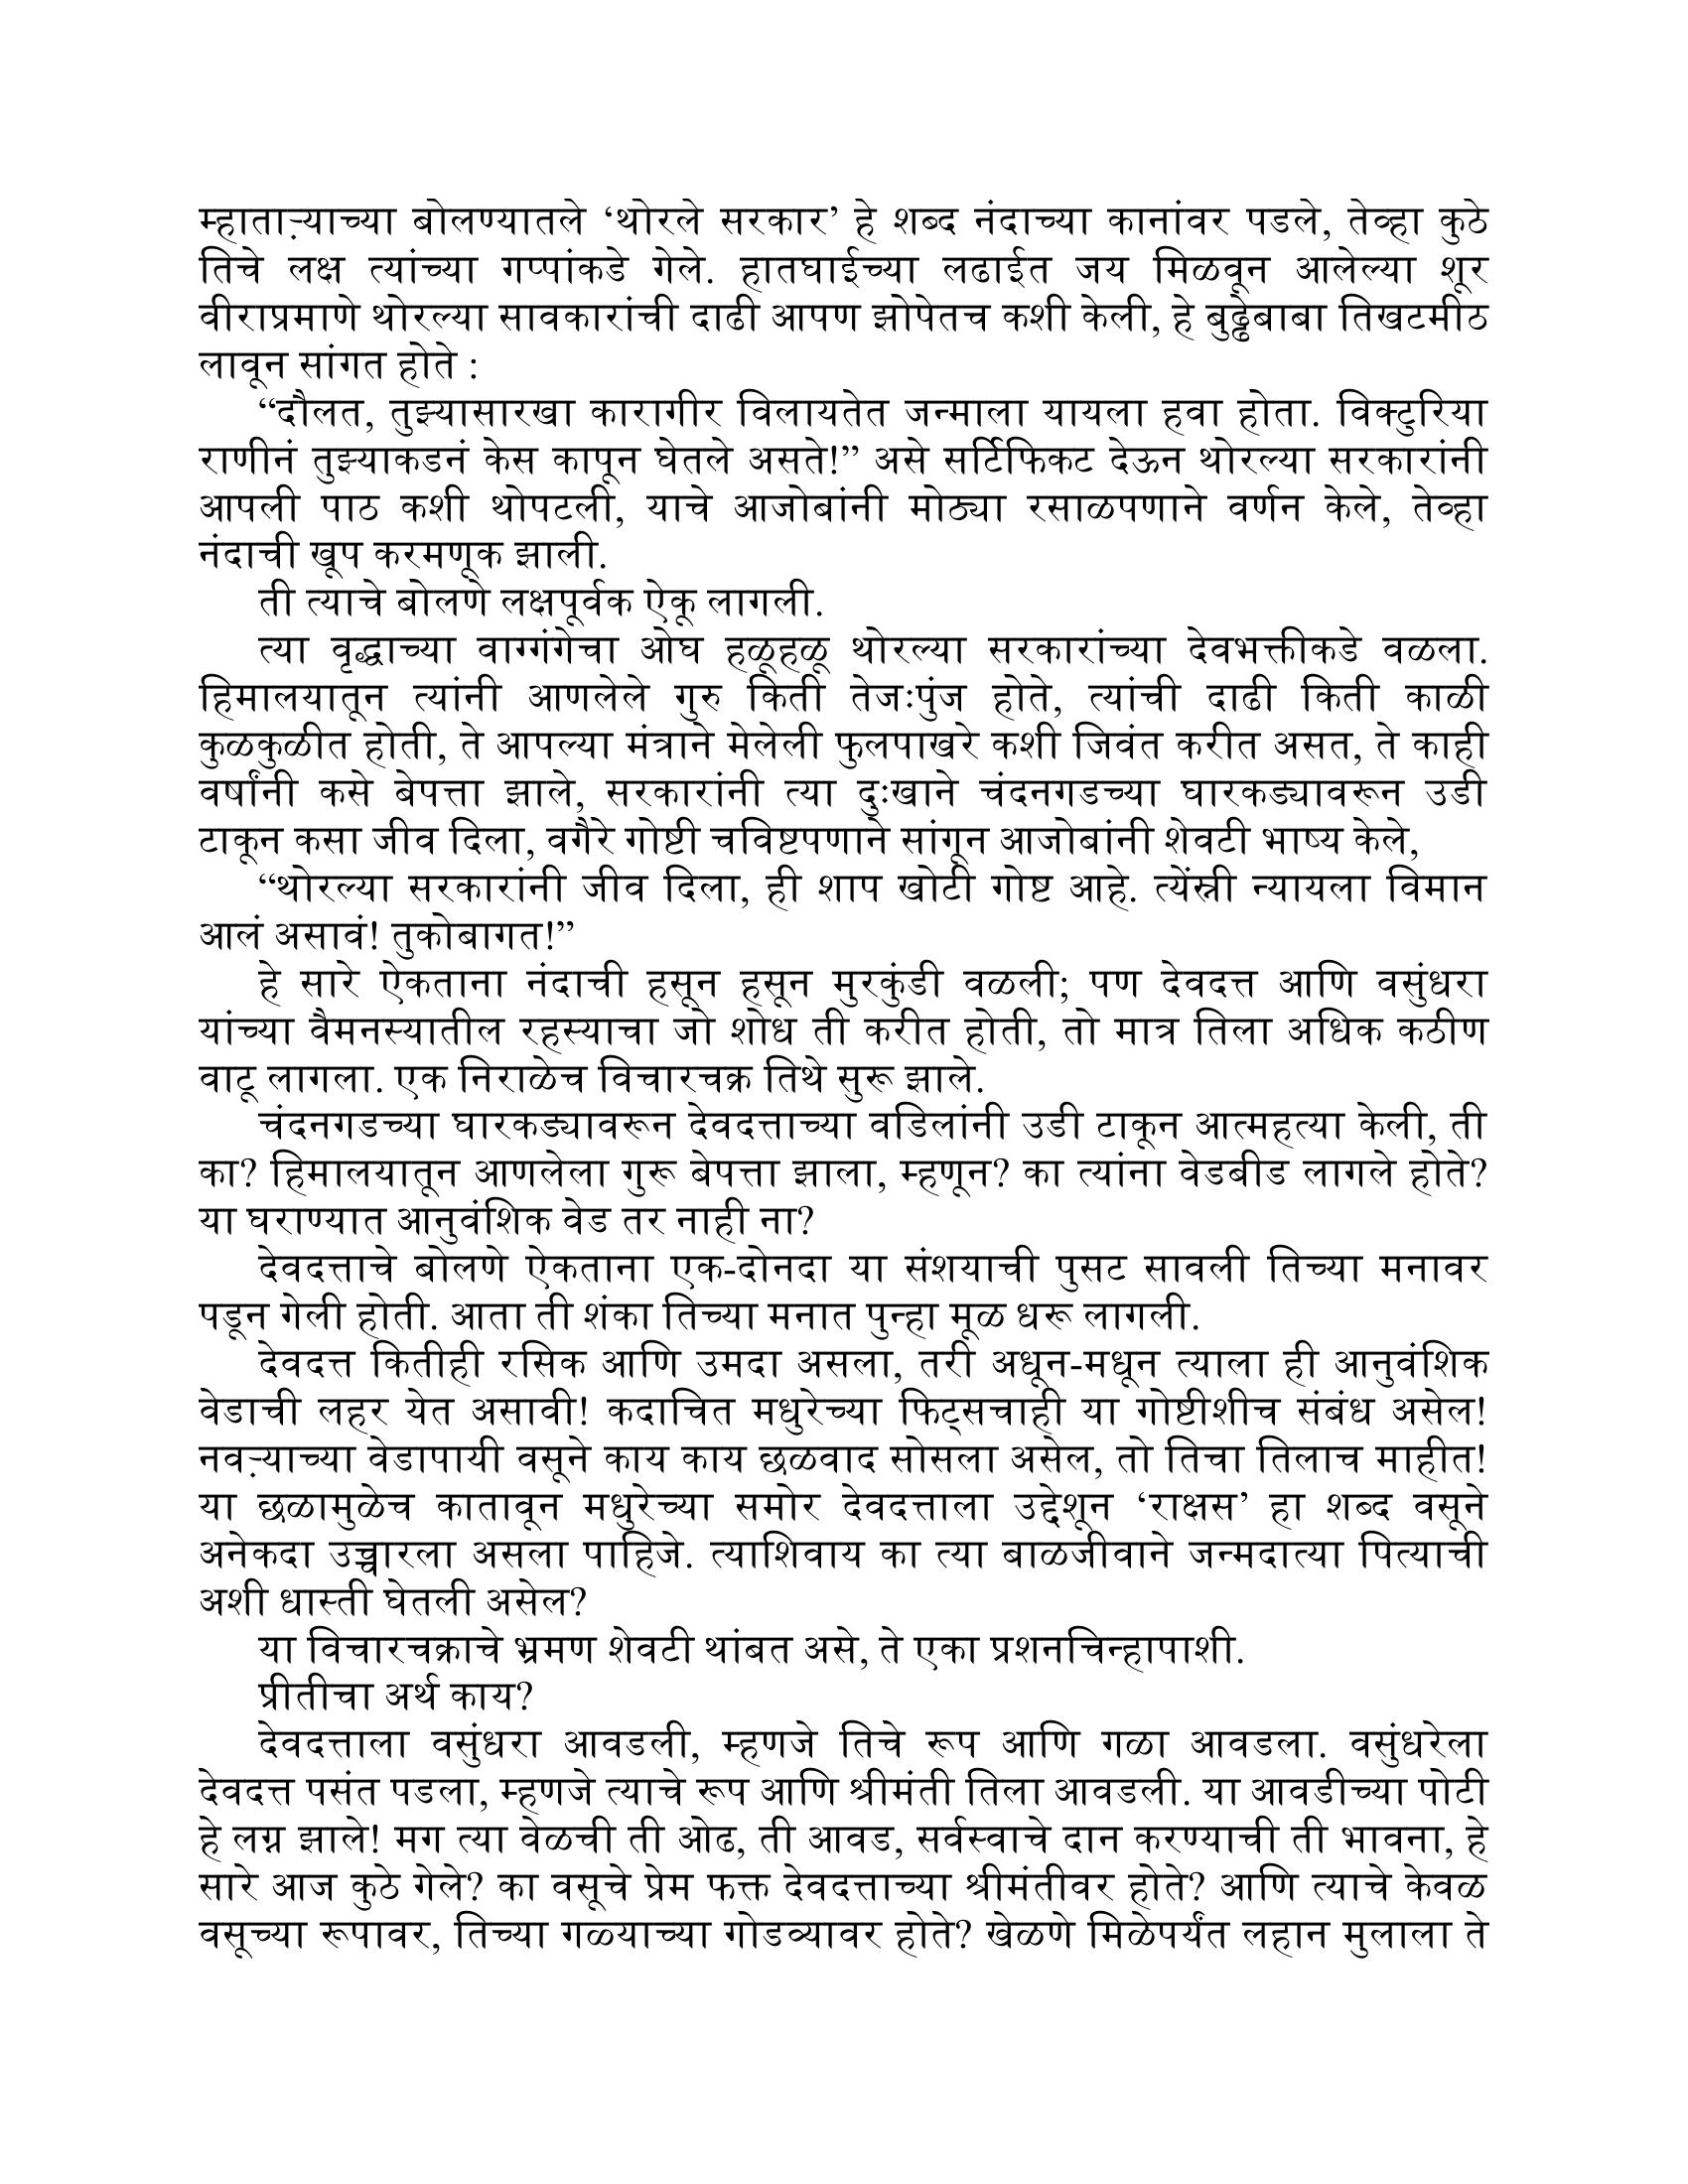 म्हाताऱ्याच्या बोलण्यातले ‘थोरले सरकार’ हे शब्द नंदाच्या कानांवर पडले, तेव्हा कुठे
तिचे लक्ष त्यांच्या गप्पांकडे गेले. हातघाईच्या लढाईत जय मिळवून आलेल्या शूर
वीराप्रमाणे थोरल्या सावकारांची दाढी आपण झोपेतच कशी केली, हे बुढ्ढेबाबा तिखटमीठ
लावून सांगत होते :
“दौलत, तुझ्यासारखा कारागीर विलायतेत जन्माला यायला हवा होता. विक्टुरिया
राणीनं तुझ्याकडनं केस कापून घेतले असते!” असे सर्टिफिकट देऊन थोरल्या सरकारांनी
आपली पाठ कशी थोपटली, याचे आजोबांनी मोठ्या रसाळपणाने वर्णन केले, तेव्हा
नंदाची खूप करमणूक झाली.
ती त्याचे बोलणे लक्षपूर्वक ऐकू लागली.
त्या वृद्धाच्या वाग्गंगेचा ओघ हळूहळू थोरल्या सरकारांच्या देवभक्तीकडे वळला.
हिमालयातून त्यांनी आणलेले गुरु किती तेजःपुंज होते, त्यांची दाढी किती काळी
कुळकुळीत होती, ते आपल्या मंत्राने मेलेली फुलपाखरे कशी जिवंत करीत असत, ते काही
वर्षांनी कसे बेपत्ता झाले, सरकारांनी त्या दुःखाने चंदनगडच्या घारकड्यावरून उडी
टाकून कसा जीव दिला, वगैरे गोष्टी चविष्टपणाने सांगून आजोबांनी शेवटी भाष्य केले,
“थोरल्या सरकारांनी जीव दिला, ही शाप खोटी गोष्ट आहे. त्येंस्नी न्यायला विमान
आलं असावं! तुकोबागत!”
हे सारे ऐकताना नंदाची हसून हसून मुरकुंडी वळली; पण देवदत्त आणि वसुंधरा
यांच्या वैमनस्यातील रहस्याचा जो शोध ती करीत होती, तो मात्र तिला अधिक कठीण
वाटू लागला. एक निराळेच विचारचक्र तिथे सुरू झाले.
चंदनगडच्या घारकड्यावरून देवदत्ताच्या वडिलांनी उडी टाकून आत्महत्या केली, ती
का? हिमालयातून आणलेला गुरू बेपत्ता झाला, म्हणून? का त्यांना वेडबीड लागले होते?
या घराण्यात आनुवंशिक वेड तर नाही ना?
देवदत्ताचे बोलणे ऐकताना एक-दोनदा या संशयाची पुसट सावली तिच्या मनावर
पडून गेली होती. आता ती शंका तिच्या मनात पुन्हा मूळ धरू लागली.
देवदत्त कितीही रसिक आणि उमदा असला, तरी अधून-मधून त्याला ही आनुवंशिक
वेडाची लहर येत असावी! कदाचित मधुरेच्या फिट्सचाही या गोष्टीशीच संबंध असेल!
नवऱ्याच्या वेडापायी वसूने काय काय छळवाद सोसला असेल, तो तिचा तिलाच माहीत!
या छळामुळेच कातावून मधुरेच्या समोर देवदत्ताला उद्देशून ‘राक्षस’ हा शब्द वसूने
अनेकदा उच्चारला असला पाहिजे. त्याशिवाय का त्या बाळजीवाने जन्मदात्या पित्याची
अशी धास्ती घेतली असेल?
या विचारचक्राचे भ्रमण शेवटी थांबत असे, ते एका प्रशनचिन्हापाशी.
प्रीतीचा अर्थ काय?
देवदत्ताला वसुंधरा आवडली, म्हणजे तिचे रूप आणि गळा आवडला. वसुंधरेला
देवदत्त पसंत पडला, म्हणजे त्याचे रूप आणि श्रीमंती तिला आवडली. या आवडीच्या पोटी
हे लग्न झाले! मग त्या वेळची ती ओढ, ती आवड, सर्वस्वाचे दान करण्याची ती भावना, हे
सारे आज कुठे गेले? का वसूचे प्रेम फक्त देवदत्ताच्या श्रीमंतीवर होते? आणि त्याचे केवळ
वसूच्या रूपावर, तिच्या गळ्याच्या गोडव्यावर होते? खेळणे मिळेपर्यंत लहान मुलाला ते